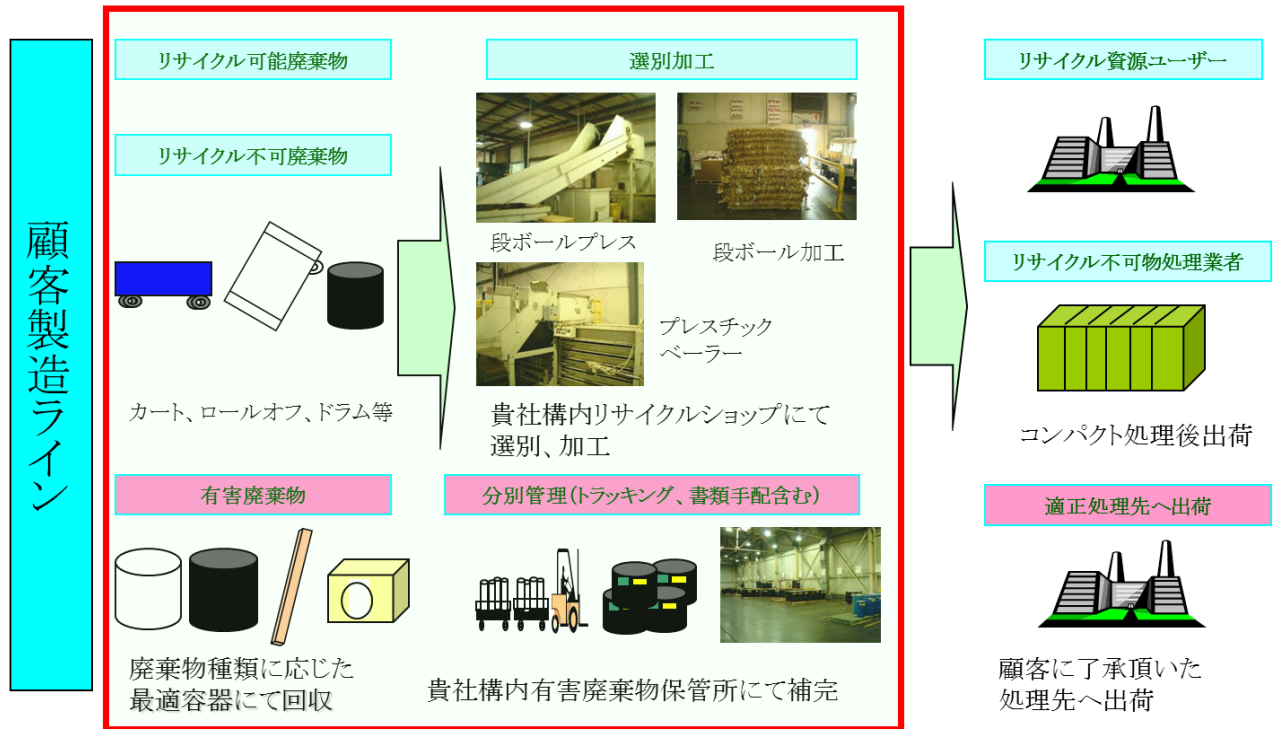 顧客製造ライン
リサイクル可能廃棄物
リサイクル不可廃棄物
カート、ロールオフ、ドラム等
有害廃棄物
廃棄物種類に応じた
最適容器にて回収
選別加工
段ボールプレス
段ボール加工
プレスチック
ベーラー
貴社構内リサイクルショップにて
選別、加工
分別管理(トラッキング、書類手配含む)
貴社構内有害廃棄物保管所にて補完
リサイクル資源ユーザー
リサイクル不可物処理業者
コンパクト処理後出荷
適正処理先へ出荷
顧客に了承頂いた
処理先へ出荷